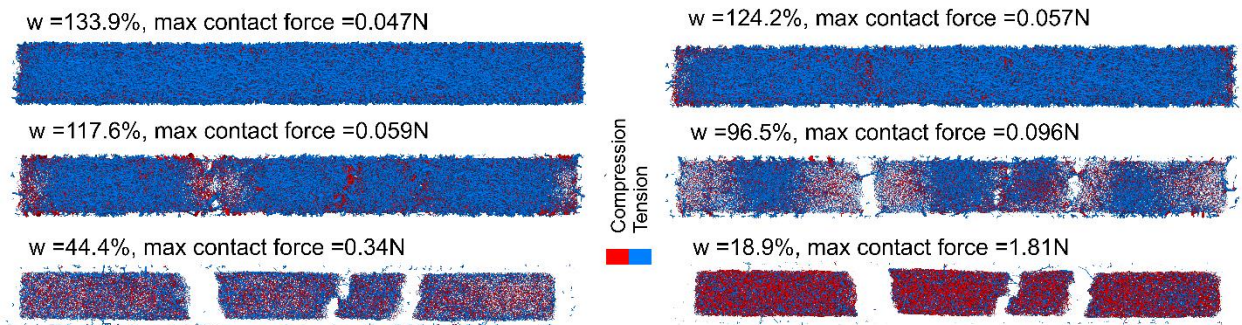 w =133.9%, max contact force =0.047N
w =124.2%, max contact force =0.057N
w =117.6%, max contact force =0.059N
w =96.5%, max contact force =0.096N
Compression
Tension
w =44.4%, max contact force =0.34N
w =18.9%, max contact force =1.81N